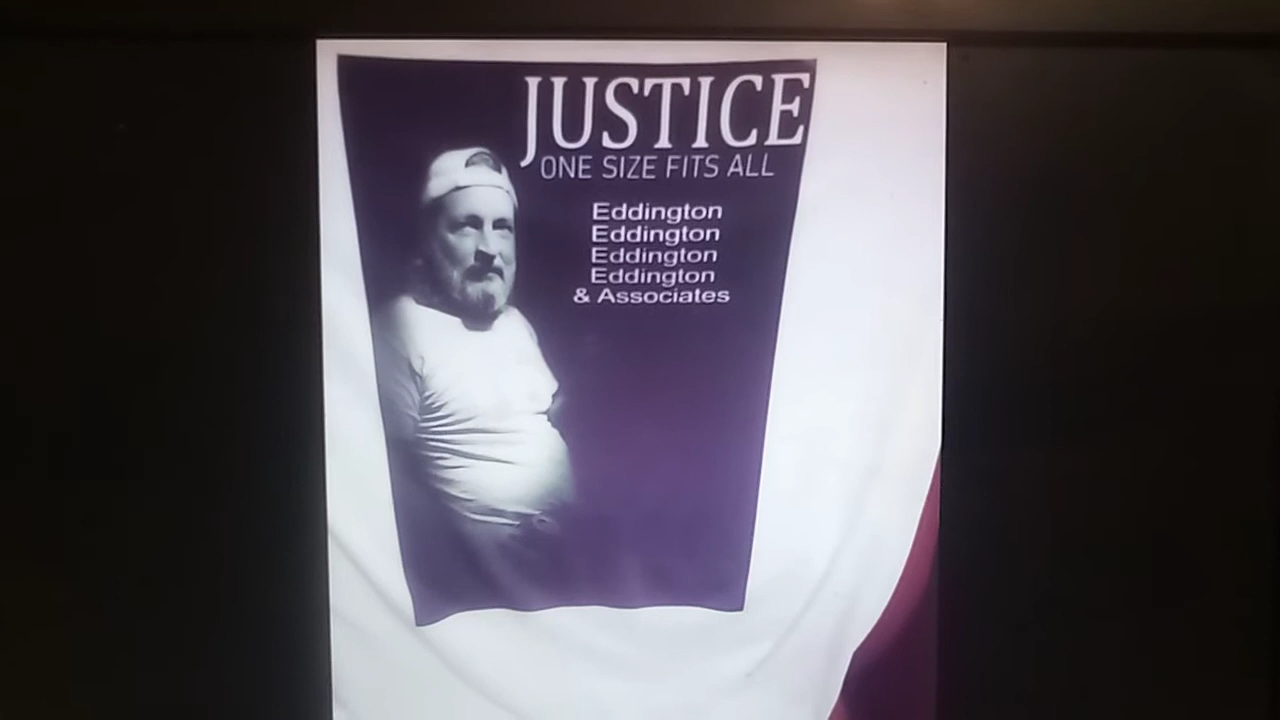 JUSTICE
ONE SIZE FITS ALL
Eddington
Eddington
Eddington
Eddington
& Associates